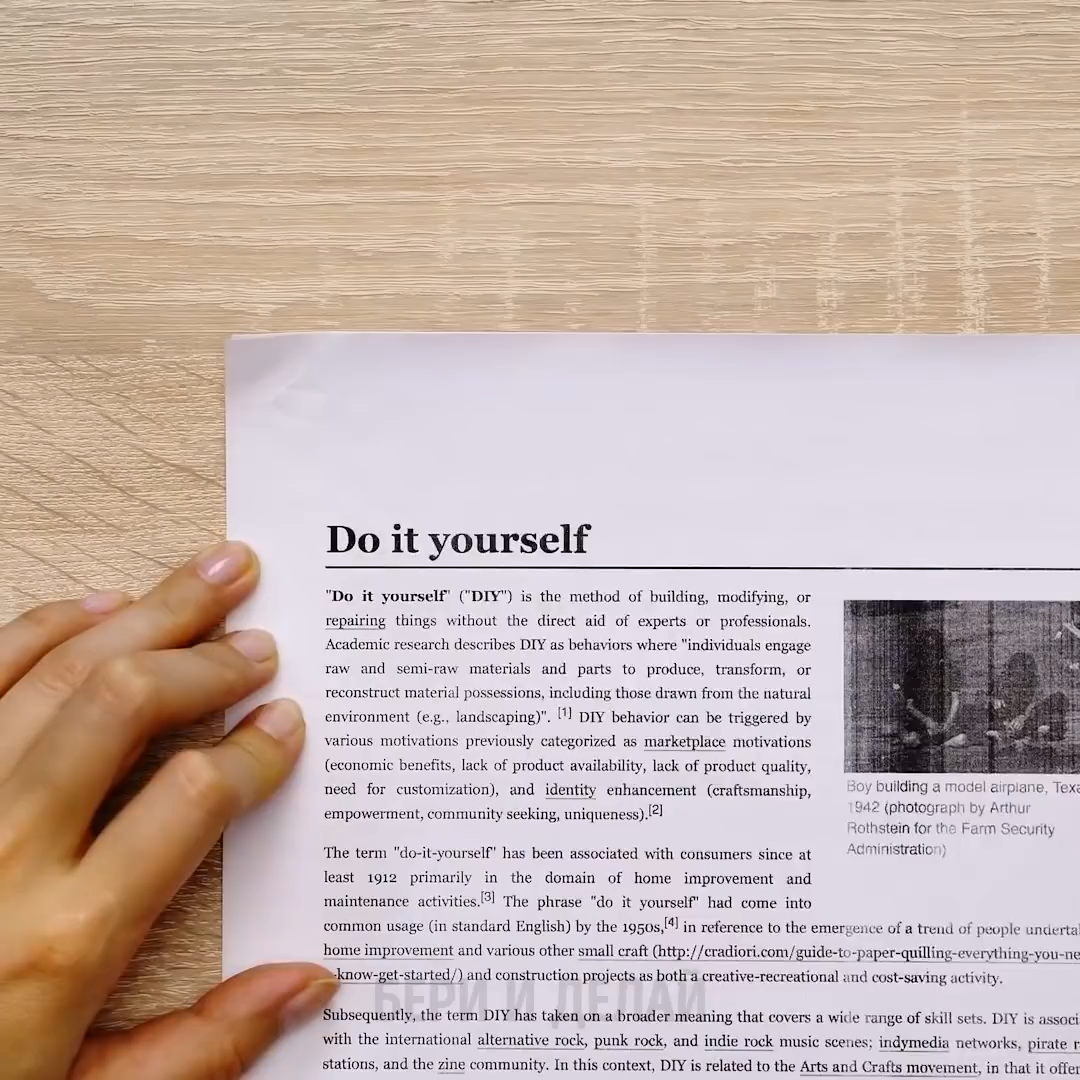 Do it yourself
"Do it yourself" ("DIY") is the method of building, modifying, or
repairing things without the direct aid of experts or professionals.
Academic research describes DIY as behaviors where "individuals engage
raw and semi-raw materials and parts to produce, transform, or
reconstruct material possessions, including those drawn from the natural
environment (e.g., landscaping)". [1] DIY behavior can be triggered by
various motivations previously categorized as marketplace motivations
(economic benefits, lack of product availability, lack of product quality,
need for customization), and identity enhancement (craftsmanship,
empowerment, community seeking, uniqueness).[2]
Boy building a model airplane, Texa
1942 (photograph by Arthur
Rothstein for the Farm Security
Administration)
The term "do-it-yourself" has been associated with consumers since at
least 1912 primarily in the domain of home improvement and
maintenance activities.[3] The phrase "do it yourself" had come into
common usage (in standard English) by the 1950s,[4] in reference to the emergence of a trend of people underta
home improvement and various other small craft (http://cradiori.com/guide-to-paper-quilling-everything-you-ne
-know-get-started/) and construction projects as both a creative-recreational and cost-saving activity.
БЕРИ И ДЕЛАЙ
Subsequently, the term DIY has taken on a broader meaning that covers a wide range of skill sets. DIY is associ
with the international alternative rock, punk rock, and indie rock music scenes; indymedia networks, pirate r
stations, and the zine community. In this context, DIY is related to the Arts and Crafts movement, in that it offer